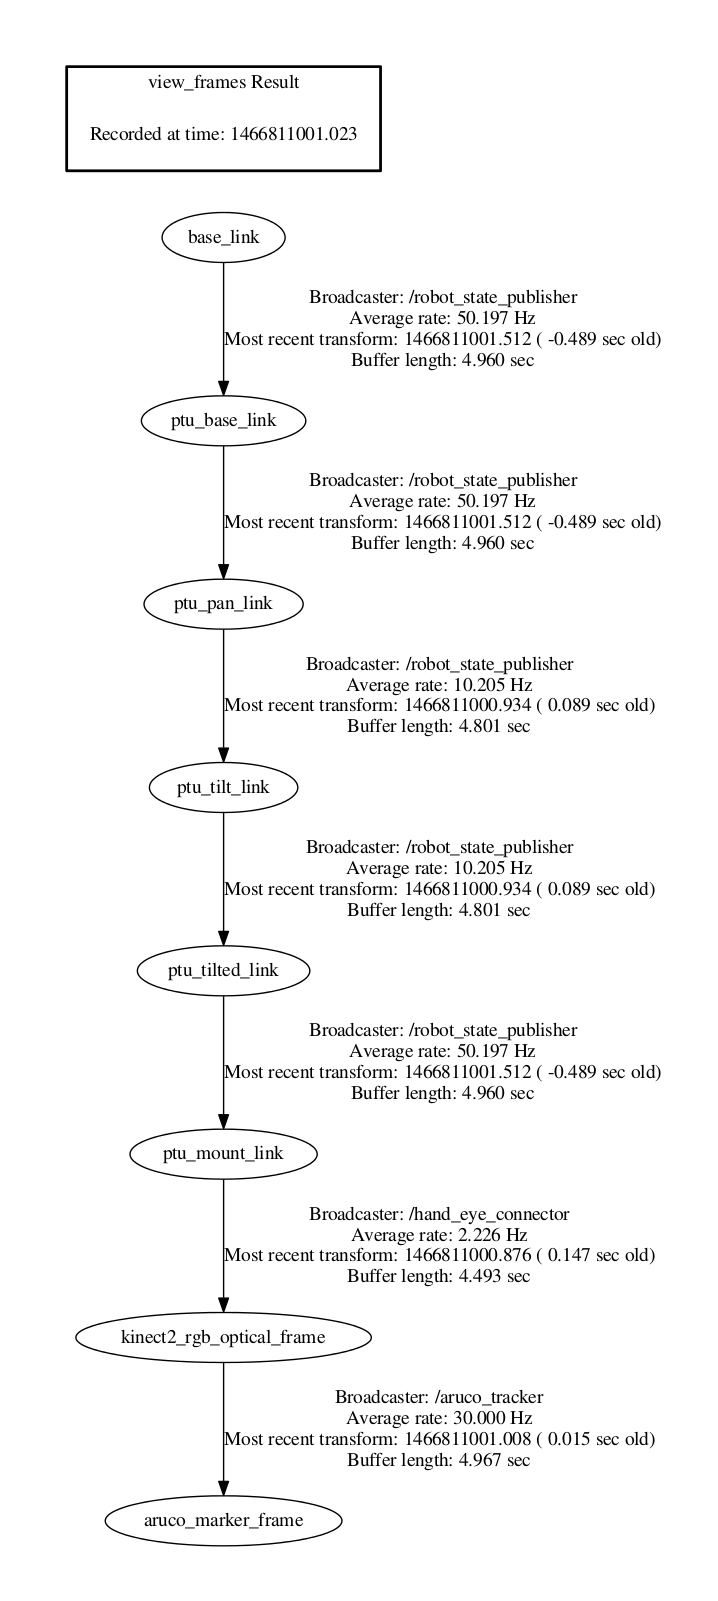 view_frames Result
Recorded at time: 1466811001.023
base_link
Broadcaster: /robot_state_publisher
Average rate: 50.197 Hz
Most recent transform: 1466811001.512 ( -0.489 sec old)
Buffer length: 4.960 sec
ptu_base_link
Broadcaster: /robot_state_publisher
Average rate: 50.197 Hz
Most recent transform: 1466811001.512 ( -0.489 sec old)
Buffer length: 4.960 sec
ptu_pan_link
Broadcaster: /robot_state_publisher
Average rate: 10.205 Hz
Most recent transform: 1466811000.934 ( 0.089 sec old)
Buffer length: 4.801 sec
ptu_tilt_link
Broadcaster: /robot_state_publisher
Average rate: 10.205 Hz
Most recent transform: 1466811000.934 ( 0.089 sec old)
Buffer length: 4.801 sec
ptu_tilted_link
Broadcaster: /robot_state_publisher
Average rate: 50.197 Hz
Most recent transform: 1466811001.512 ( -0.489 sec old)
Buffer length: 4.960 sec
ptu_mount_link
Broadcaster: /hand_eye_connector
Average rate: 2.226 Hz
Most recent transform: 1466811000.876 ( 0.147 sec old)
Buffer length: 4.493 sec
kinect2_rgb_optical_frame
Broadcaster: /aruco_tracker
Average rate: 30.000 Hz
Most recent transform: 1466811001.008 ( 0.015 sec old)
Buffer length: 4.967 sec
aruco_marker_frame